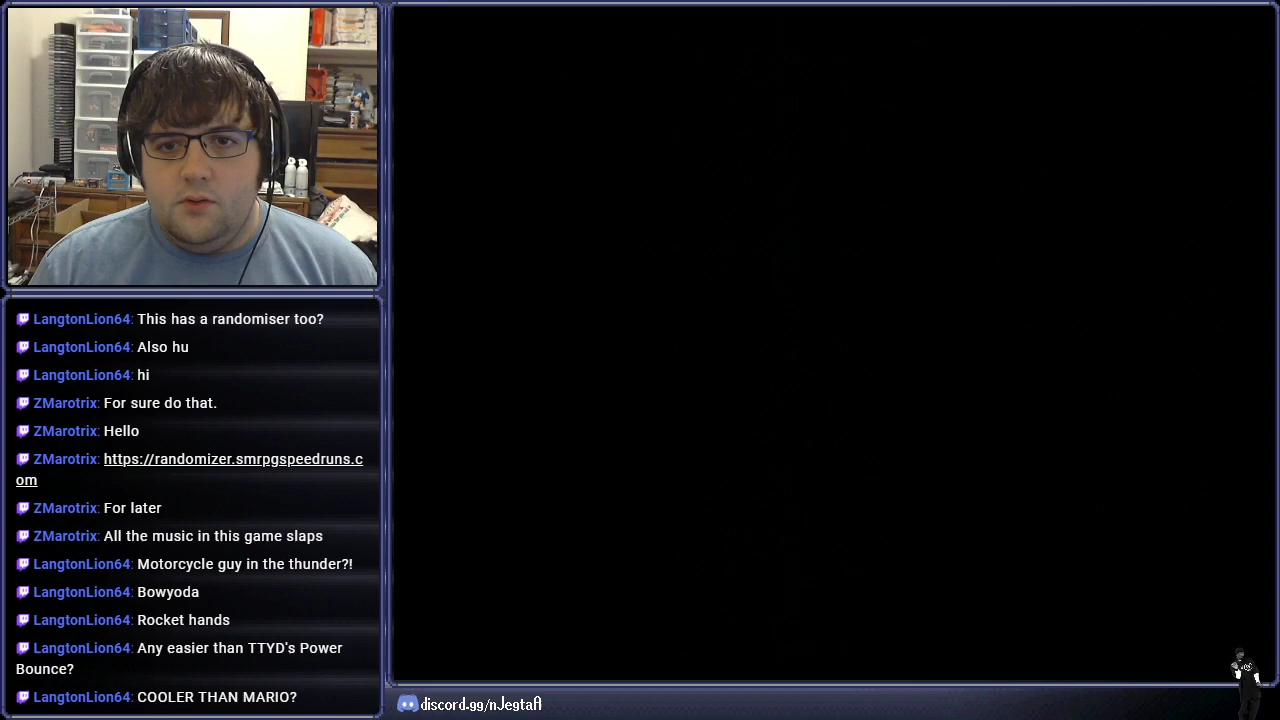 LangtonLion64: This has a randomiser too?
LangtonLion64: Also hu
LangtonLion64: hi
ZMarotrix: For sure do that.
ZMarotrix: Hello
ZMarotrix: https://randomizer.smrpgspeedruns.c
om
ZMarotrix: For later
ZMarotrix: All the music in this game slaps
LangtonLion64: Motorcycle guy in the thunder?!
LangtonLion64: Bowyoda
LangtonLion64: Rocket hands
LangtonLion64: Any easier than TTYD's Power
Bounce?
LangtonLion64: COOLER THAN MARIO?
discord.gg/nJegtaA